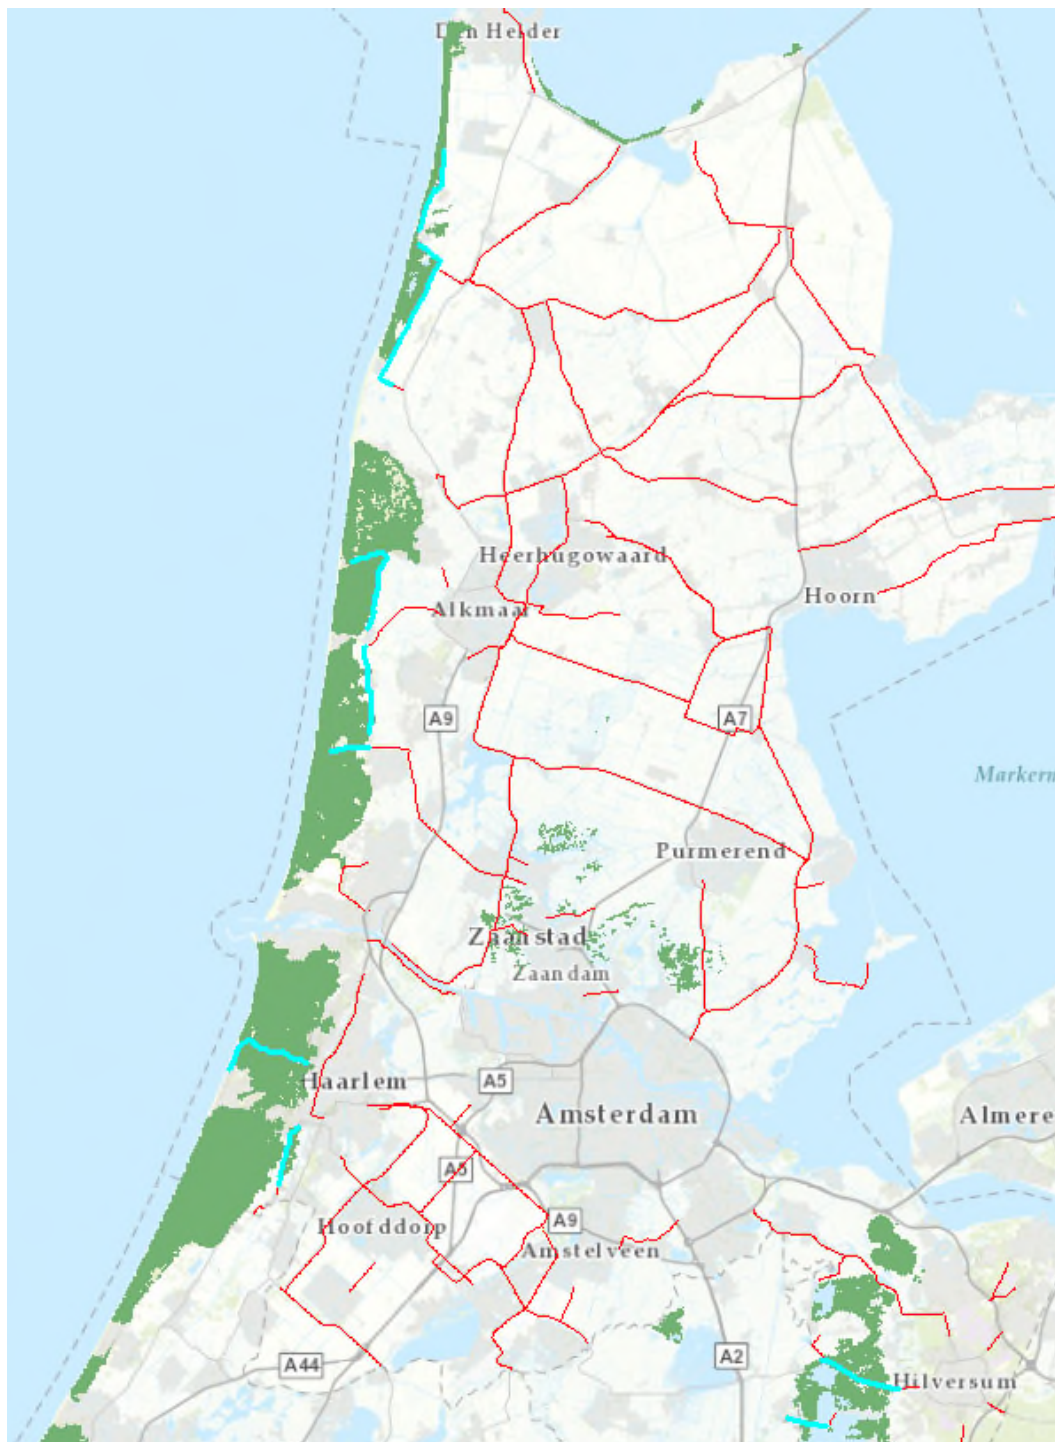 Den Helder
Heerhugowaard
Hoorn
Alkmaar
A9
A7
Markerm
Purmerend
Zaanstad
Zaandam
Haarlem
A5
Amsterdam
Almere
A5
A9
Hoofddorp
Amstelveen
A44
A2
Hilversum